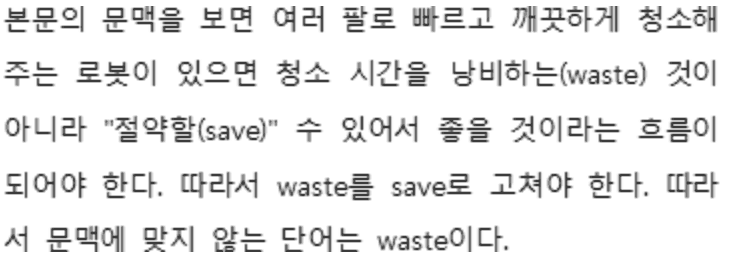 본문의 문맥을 보면 여러 팔로 빠르고 깨끗하게 청소해
주는 로봇이 있으면 청소 시간을 낭비하는(waste) 것이
아니라 "절약할(save)" 수 있어서 좋을 것이라는 흐름이
되어야 한다. 따라서 waste를 save로 고쳐야 한다. 따라
서 문맥에 맞지 않는 단어는 waste이다.